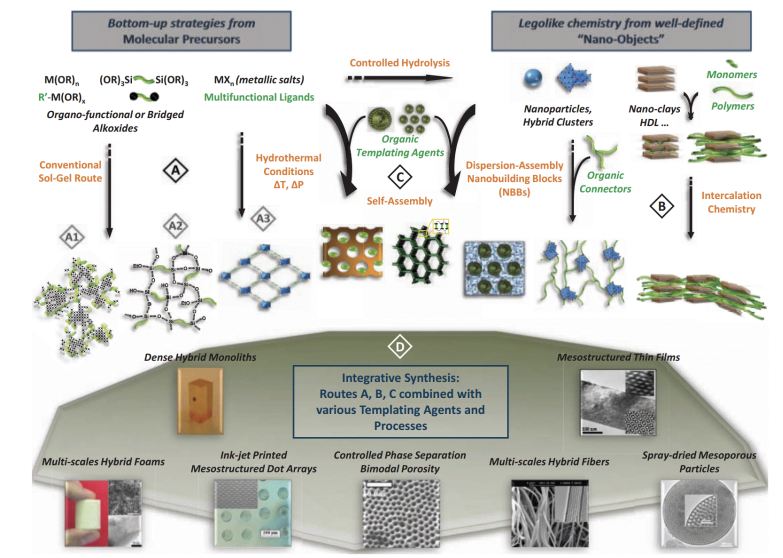 Bottom-up strategies from
Molecular Precursors
Legolike chemistry from well-defined
“Nano-Objects”
M(OR)n
(OR)3Si
Si(OR)3
R’-M(OR)x
Organo-functional or Bridged
Alkoxides
MXn (metallic salts)
Multifunctional Ligands
Controlled Hydrolysis
Organic
Templating Agents
Nanoparticles,
Hybrid Clusters
Nano-clays
HDL ...
Monomers
Polymers
Conventional
Sol-Gel Route
A
Hydrothermal
Conditions
ΔT, ΔP
C
Self-Assembly
Dispersion-Assembly
Nanobuilding Blocks
(NBBs)
Organic
Connectors
B
Intercalation
Chemistry
A1
A2
A3
D
Dense Hybrid Monoliths
Mesostructured Thin Films
Integrative Synthesis:
Routes A, B, C combined with
various Templating Agents and
Processes
Multi-scales Hybrid Foams
Ink-jet Printed
Mesostructured Dot Arrays
Controlled Phase Separation
Bimodal Porosity
Multi-scales Hybrid Fibers
Spray-dried Mesoporous
Particles